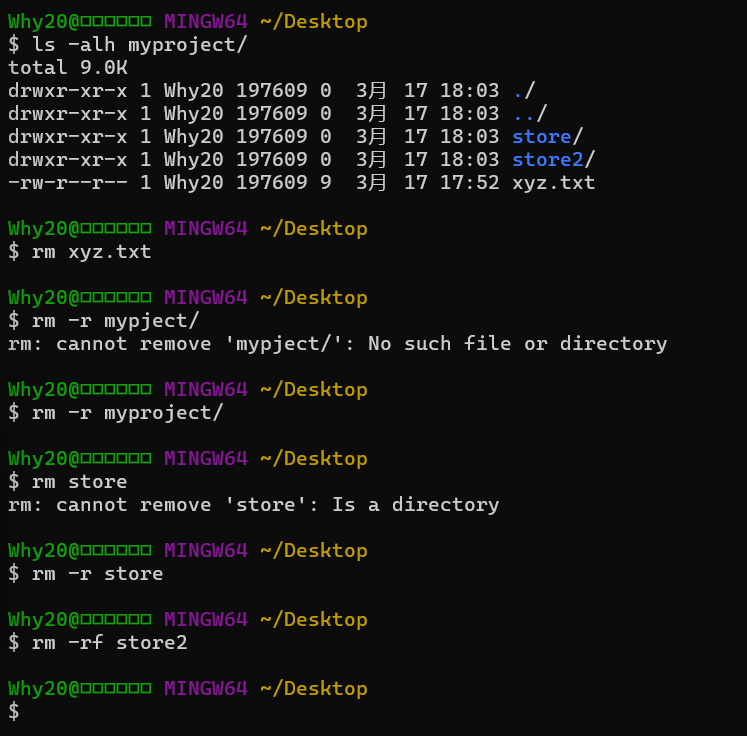 Why20@□□□□□□ MINGW64 ~/Desktop
$ ls -alh myproject/
total 9.0K
drwxr-xr-x 1 Why20 197609 0  3月 17 18:03 ./
drwxr-xr-x 1 Why20 197609 0  3月 17 18:03 ../
drwxr-xr-x 1 Why20 197609 0  3月 17 18:03 store/
drwxr-xr-x 1 Why20 197609 0  3月 17 18:03 store2/
-rw-r--r-- 1 Why20 197609 9  3月 17 17:52 xyz.txt
Why20@□□□□□□ MINGW64 ~/Desktop
$ rm xyz.txt
Why20@□□□□□□ MINGW64 ~/Desktop
$ rm -r mypject/
rm: cannot remove 'mypject/': No such file or directory
Why20@□□□□□□ MINGW64 ~/Desktop
$ rm -r myproject/
Why20@□□□□□□ MINGW64 ~/Desktop
$ rm store
rm: cannot remove 'store': Is a directory
Why20@□□□□□□ MINGW64 ~/Desktop
$ rm -r store
Why20@□□□□□□ MINGW64 ~/Desktop
$ rm -rf store2
Why20@□□□□□□ MINGW64 ~/Desktop
$